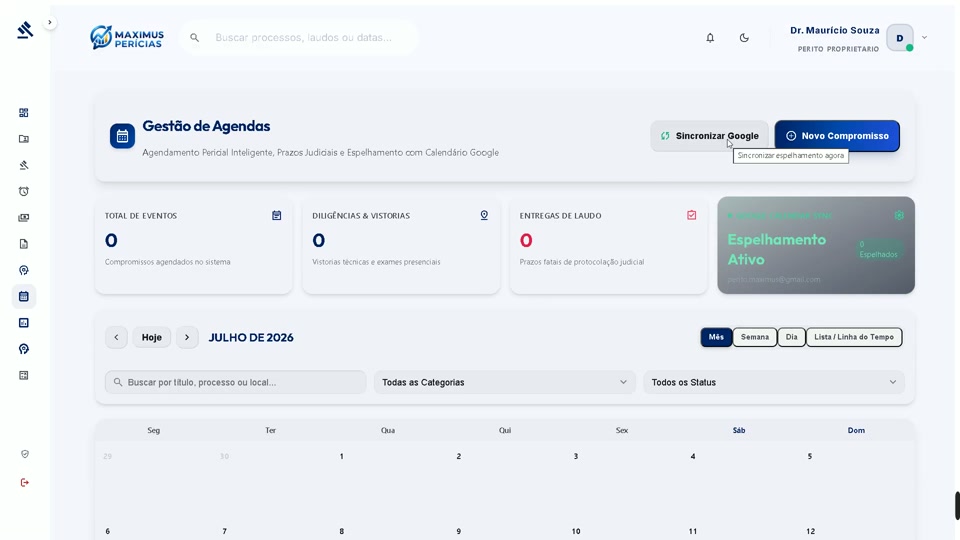 MAXIMUS
PERÍCIAS
Buscar processos, laudos ou datas...
Dr. Maurício Souza
PERITO PROPRIETARIO
D
Gestão de Agendas
Agendamento Pericial Inteligente, Prazos Judiciais e Espelhamento com Calendário Google
Sincronizar Google
Novo Compromisso
Sincronizar espelhamento agora
TOTAL DE EVENTOS
0
Compromissos agendados no sistema
DILIGÊNCIAS & VISTORIAS
0
Vistorias técnicas e exames presenciais
ENTREGAS DE LAUDO
0
Prazos fatais de protocolação judicial
Espelhamento
Ativo
0
Espelhados
Hoje
JULHO DE 2026
Mês
Semana
Dia
Lista / Linha do Tempo
Buscar por título, processo ou local...
Todas as Categorias
Todos os Status
Seg
Ter
Qua
Qui
Sex
Sáb
Dom
29
30
1
2
3
4
5
6
7
8
9
10
11
12